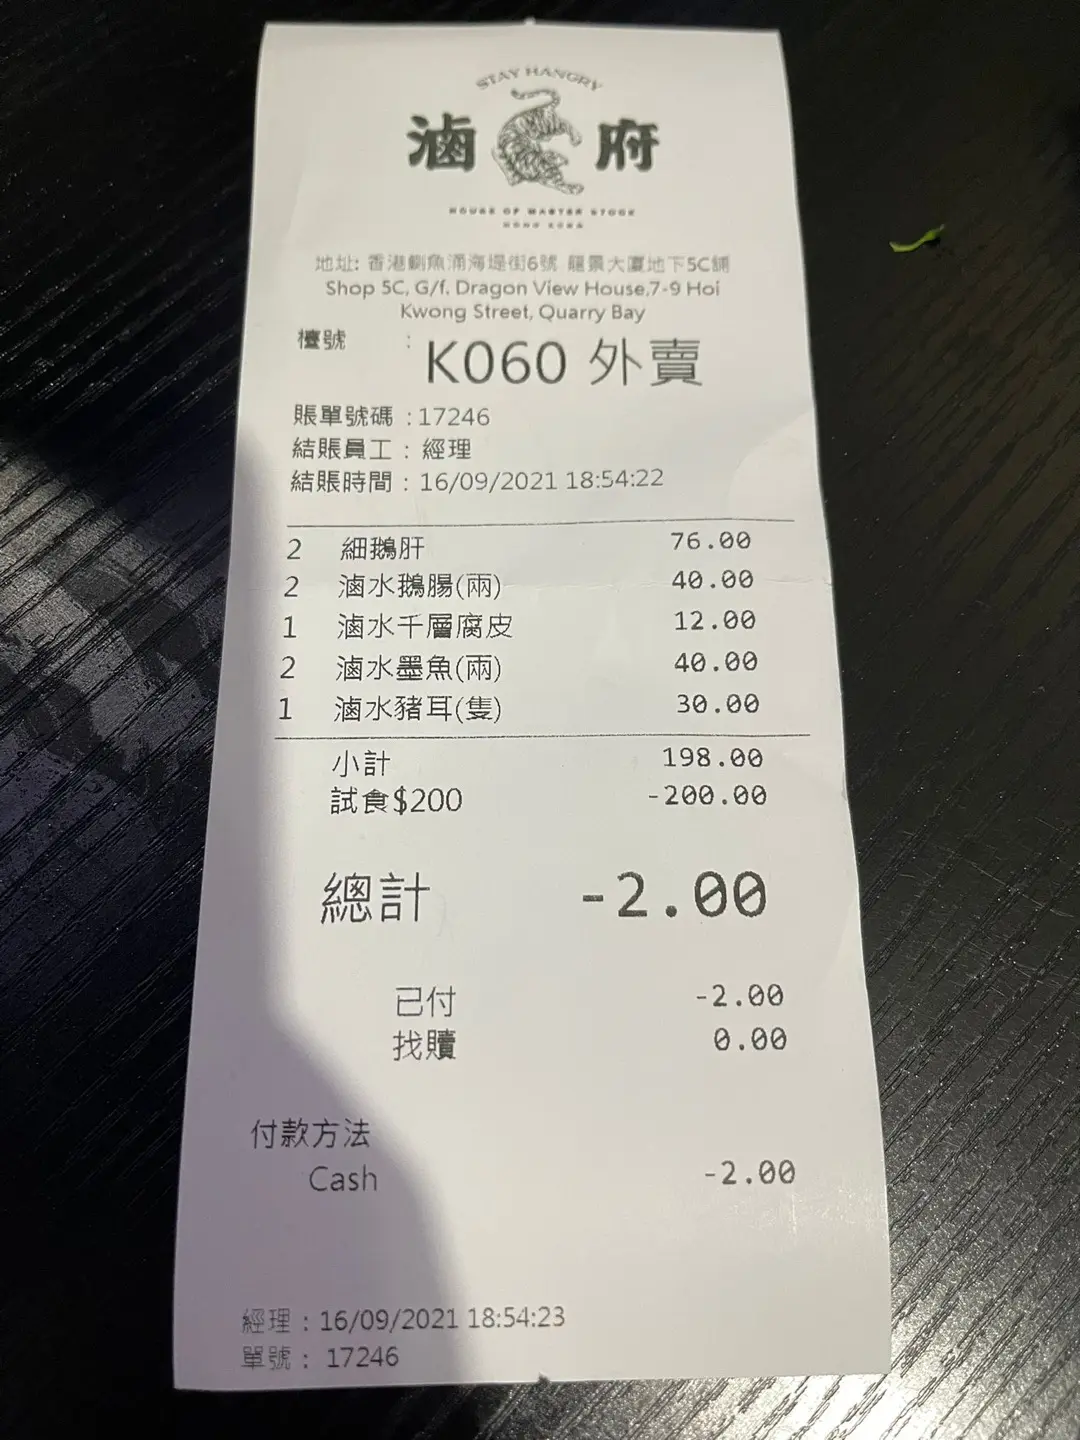 STAY HANGRY
滷府
HOUSE OF MASTER STOCK
HONG KONG
地址: 香港鰂魚涌海堤街6號 龍景大廈地下5C舖
Shop 5C, G/f, Dragon View House,7-9 Hoi
Kwong Street, Quarry Bay
檯號 : K060 外賣
賬單號碼 : 17246
結賬員工 : 經理
結賬時間 : 16/09/2021 18:54:22
2 細鵝肝 76.00
2 滷水鵝腸(兩) 40.00
1 滷水千層腐皮 12.00
2 滷水墨魚(兩) 40.00
1 滷水豬耳(隻) 30.00
小計 198.00
試食$200 -200.00
總計 -2.00
已付 -2.00
找贖 0.00
付款方法
Cash -2.00
經理 : 16/09/2021 18:54:23
單號 : 17246